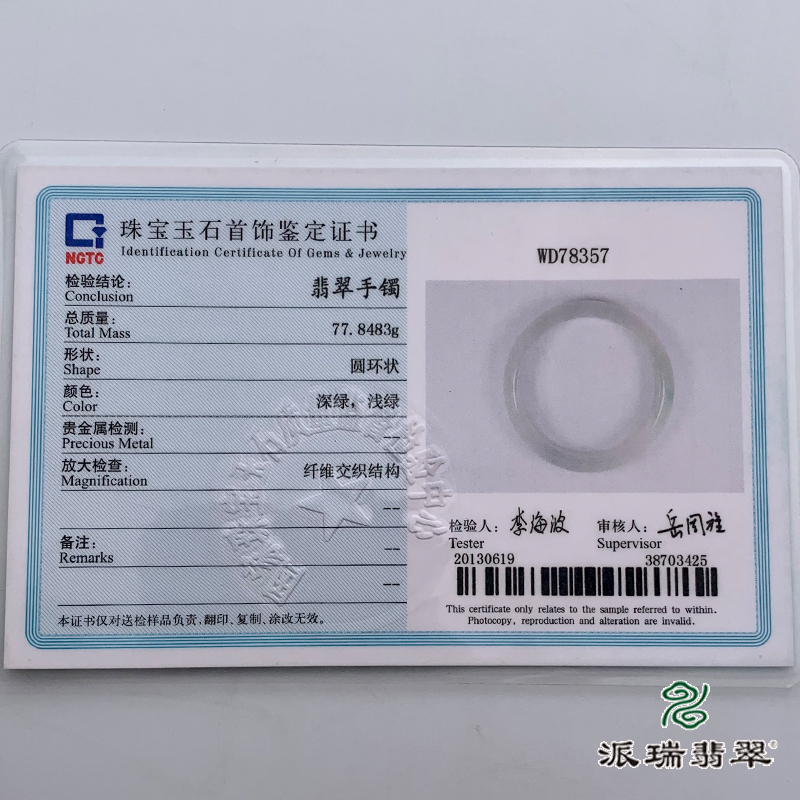 NGTC
珠宝玉石首饰鉴定证书
Identification Certificate Of Gems & Jewelry
检验结论: 翡翠手镯
Conclusion
总质量: 77.8483g
Total Mass
形状: 圆环状
Shape
颜色: 深绿，浅绿
Color
贵金属检测: --
Precious Metal
放大检查: 纤维交织结构
Magnification
--
备注: --
Remarks
--
本证书仅对送检样品负责，翻印、复制、涂改无效。
WD78357
检验人: 李海波 审核人:
Tester Supervisor
20130619 38703425
This certificate only relates to the sample referred to within.
Photocopy, reproduction and alteration are invalid.
派瑞翡翠®